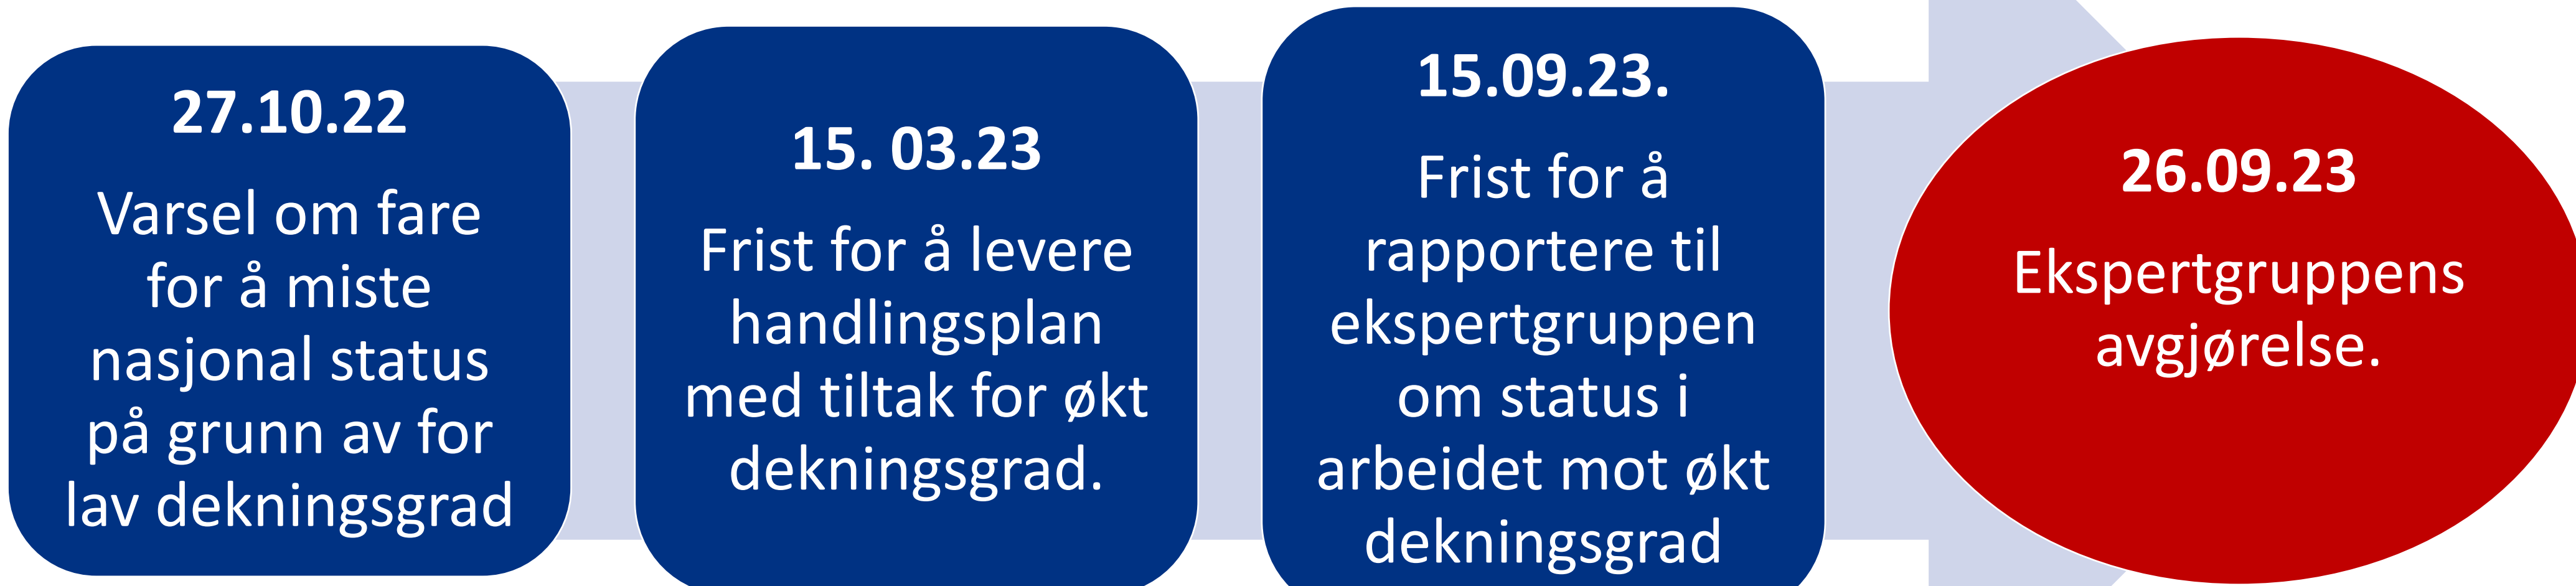 27.10.22
Varsel om fare
for å miste
nasjonal status
på grunn av for
lav dekningsgrad
15. 03.23
Frist for å levere
handlingsplan
med tiltak for økt
dekningsgrad.
15.09.23.
Frist for å
rapportere til
ekspertgruppen
om status i
arbeidet mot økt
dekningsgrad
26.09.23
Ekspertgruppens
avgjørelse.